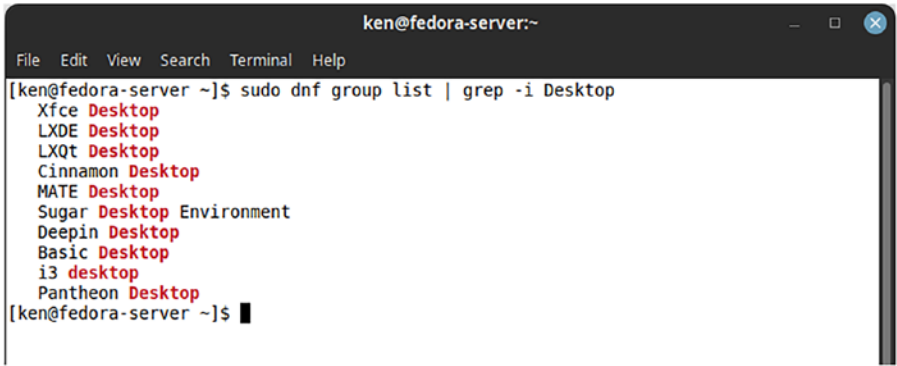 ken@fedora-server:~
File Edit View Search Terminal Help
[ken@fedora-server ~]$ sudo dnf group list | grep -i Desktop
Xfce Desktop
LXDE Desktop
LXQt Desktop
Cinnamon Desktop
MATE Desktop
Sugar Desktop Environment
Deepin Desktop
Basic Desktop
i3 desktop
Pantheon Desktop
[ken@fedora-server ~]$